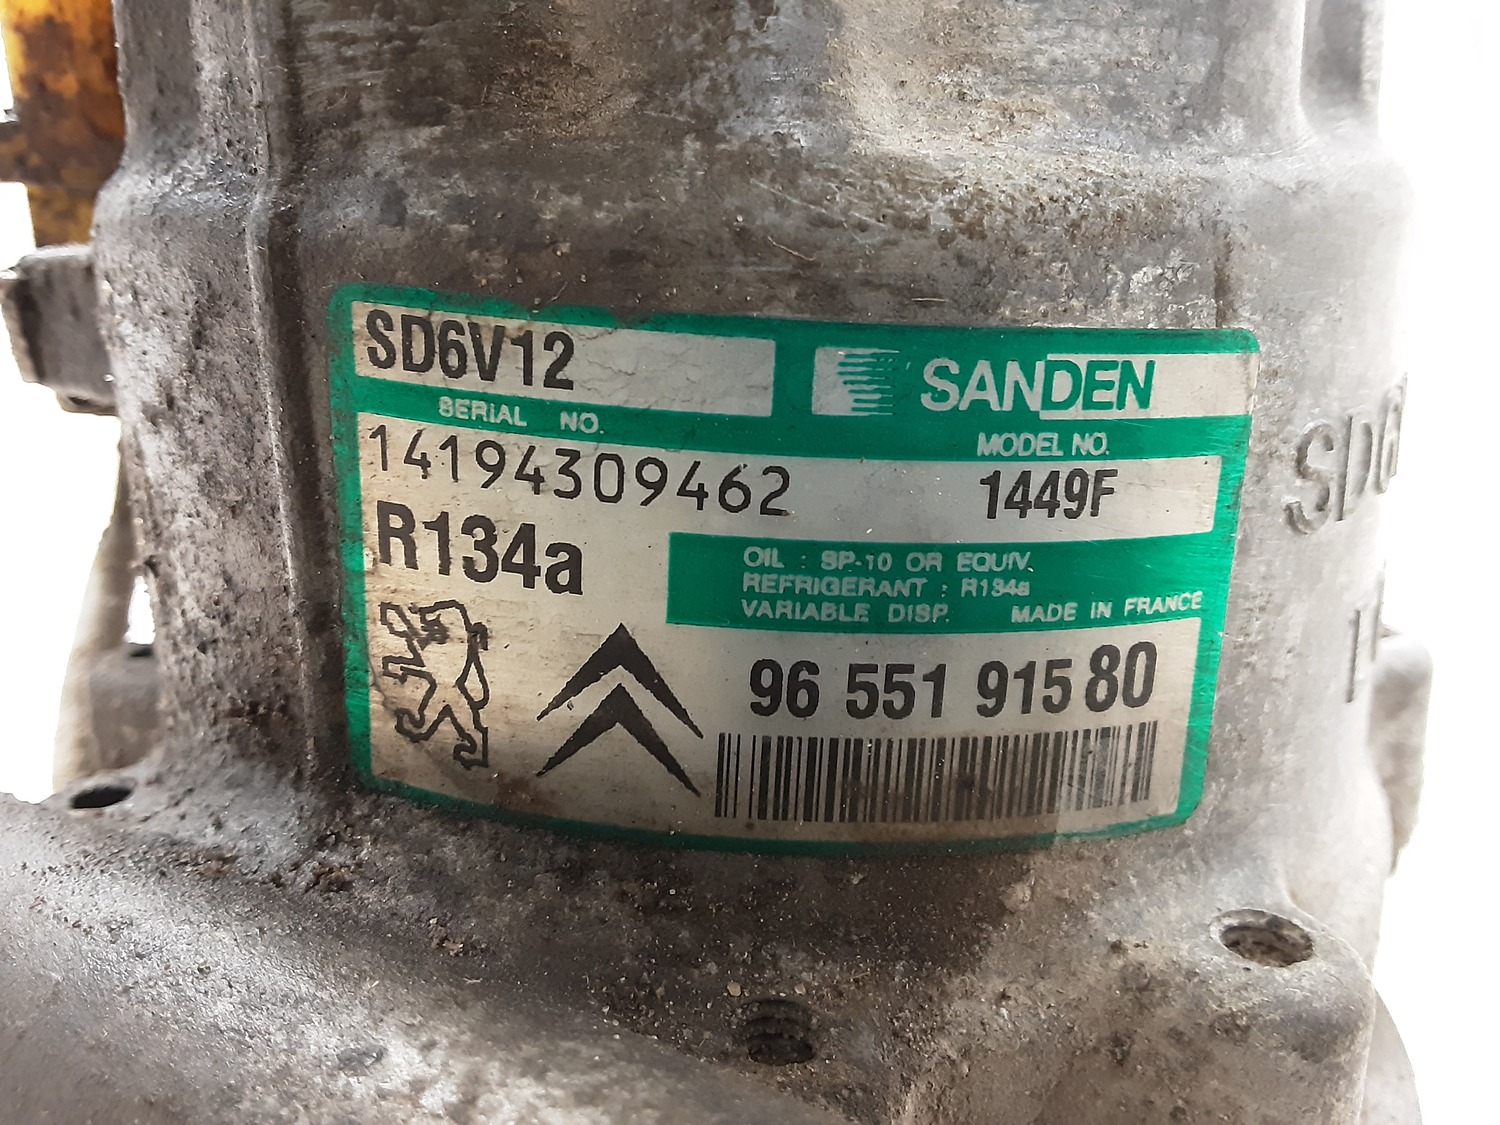 SD6V12
SANDEN
SERIAL NO.
MODEL NO.
14194309462
1449F
R134a
OIL : SP-10 OR EQUIV.
REFRIGERANT : R134a
VARIABLE DISP. MADE IN FRANCE
96 551 915 80
SD6